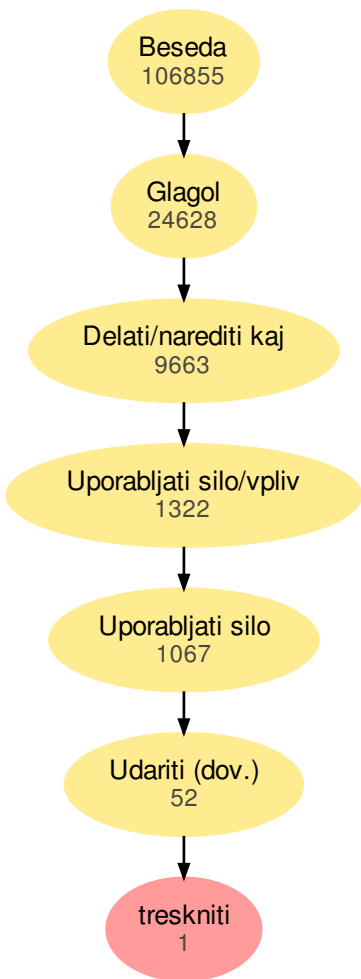 Beseda
106855
Glagol
24628
Delati/narediti kaj
9663
Uporabljati silo/vpliv
1322
Uporabljati silo
1067
Udariti (dov.)
52
treskniti
1